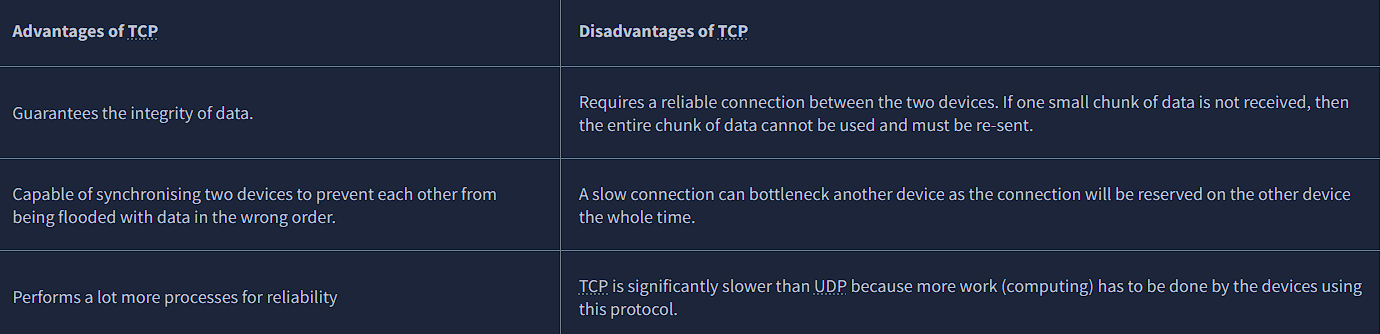 Advantages of TCP
Disadvantages of TCP
Guarantees the integrity of data.
Requires a reliable connection between the two devices. If one small chunk of data is not received, then
the entire chunk of data cannot be used and must be re-sent.
Capable of synchronising two devices to prevent each other from
being flooded with data in the wrong order.
A slow connection can bottleneck another device as the connection will be reserved on the other device
the whole time.
Performs a lot more processes for reliability
TCP is significantly slower than UDP because more work (computing) has to be done by the devices using
this protocol.